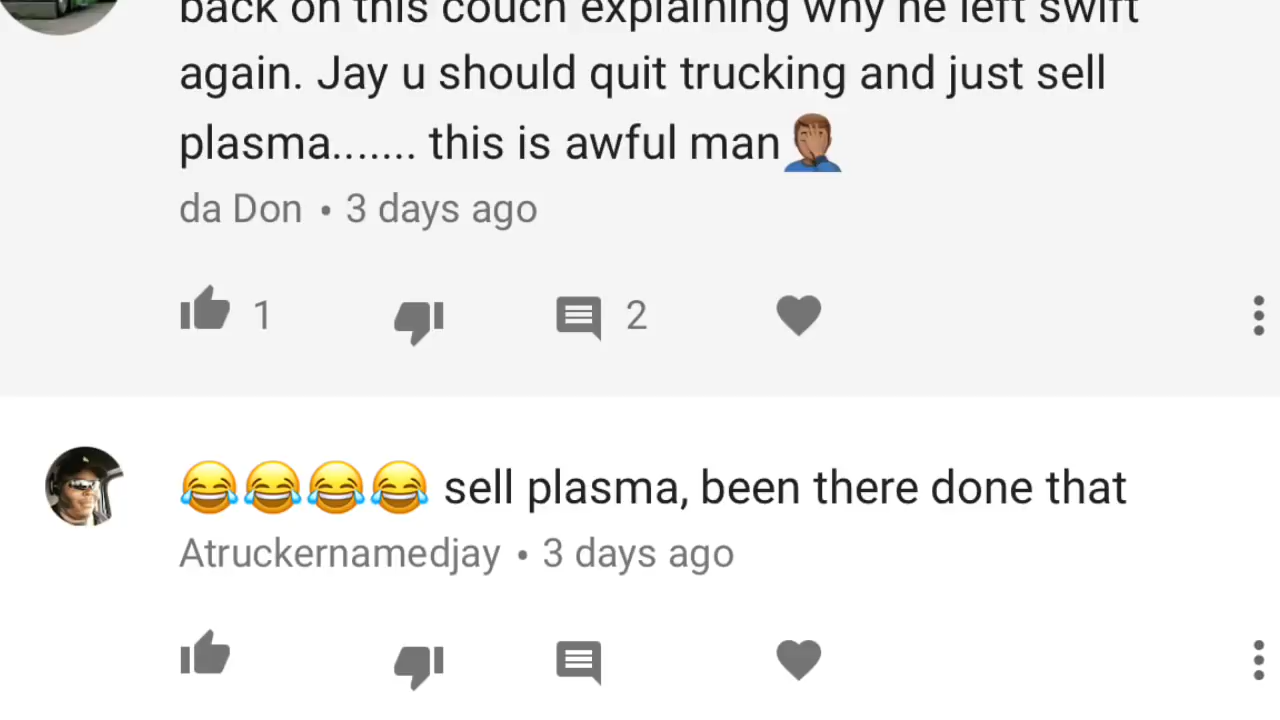 back on this couch explaining why he left swift
again. Jay u should quit trucking and just sell
plasma....... this is awful man🤦🏾‍♂️
da Don • 3 days ago
1 2
😂😂😂😂 sell plasma, been there done that
Atruckernamedjay • 3 days ago